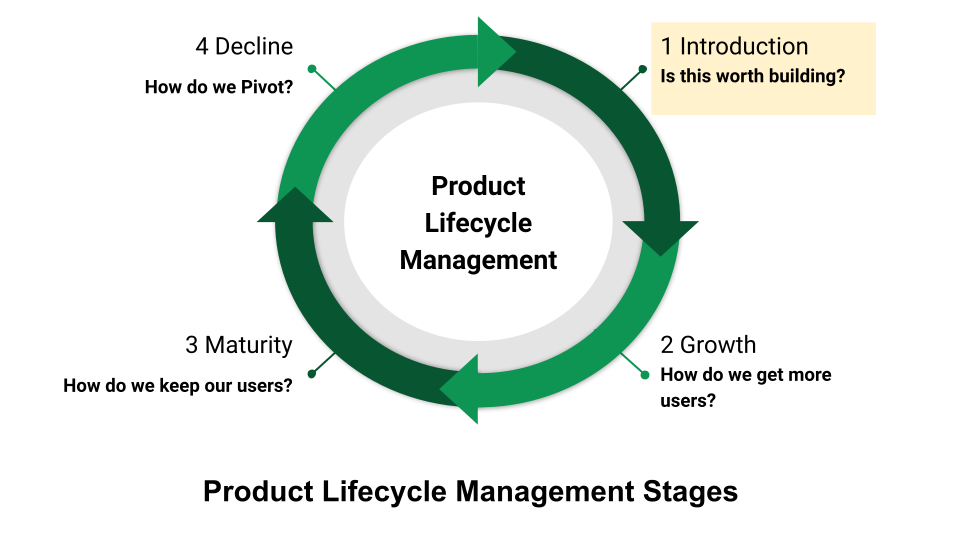 4 Decline
How do we Pivot?
1 Introduction
Is this worth building?
Product
Lifecycle
Management
3 Maturity
How do we keep our users?
2 Growth
How do we get more
users?
Product Lifecycle Management Stages